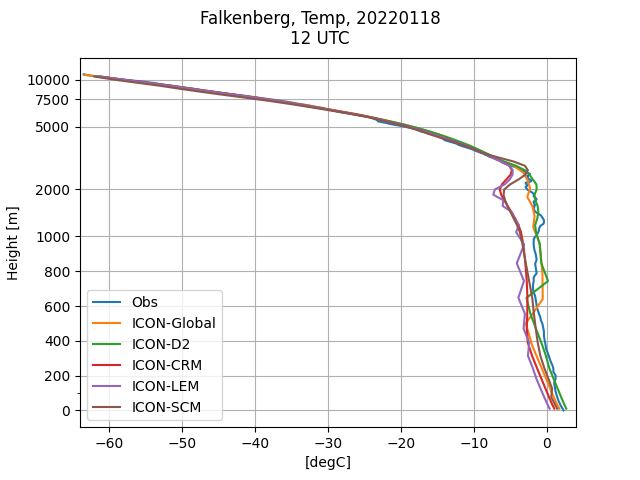 Falkenberg, Temp, 20220118
12 UTC
Height [m]
10000
7500
5000
2000
1000
800
600
400
200
0
Obs
ICON-Global
ICON-D2
ICON-CRM
ICON-LEM
ICON-SCM
−60 −50 −40 −30 −20 −10 0
[degC]